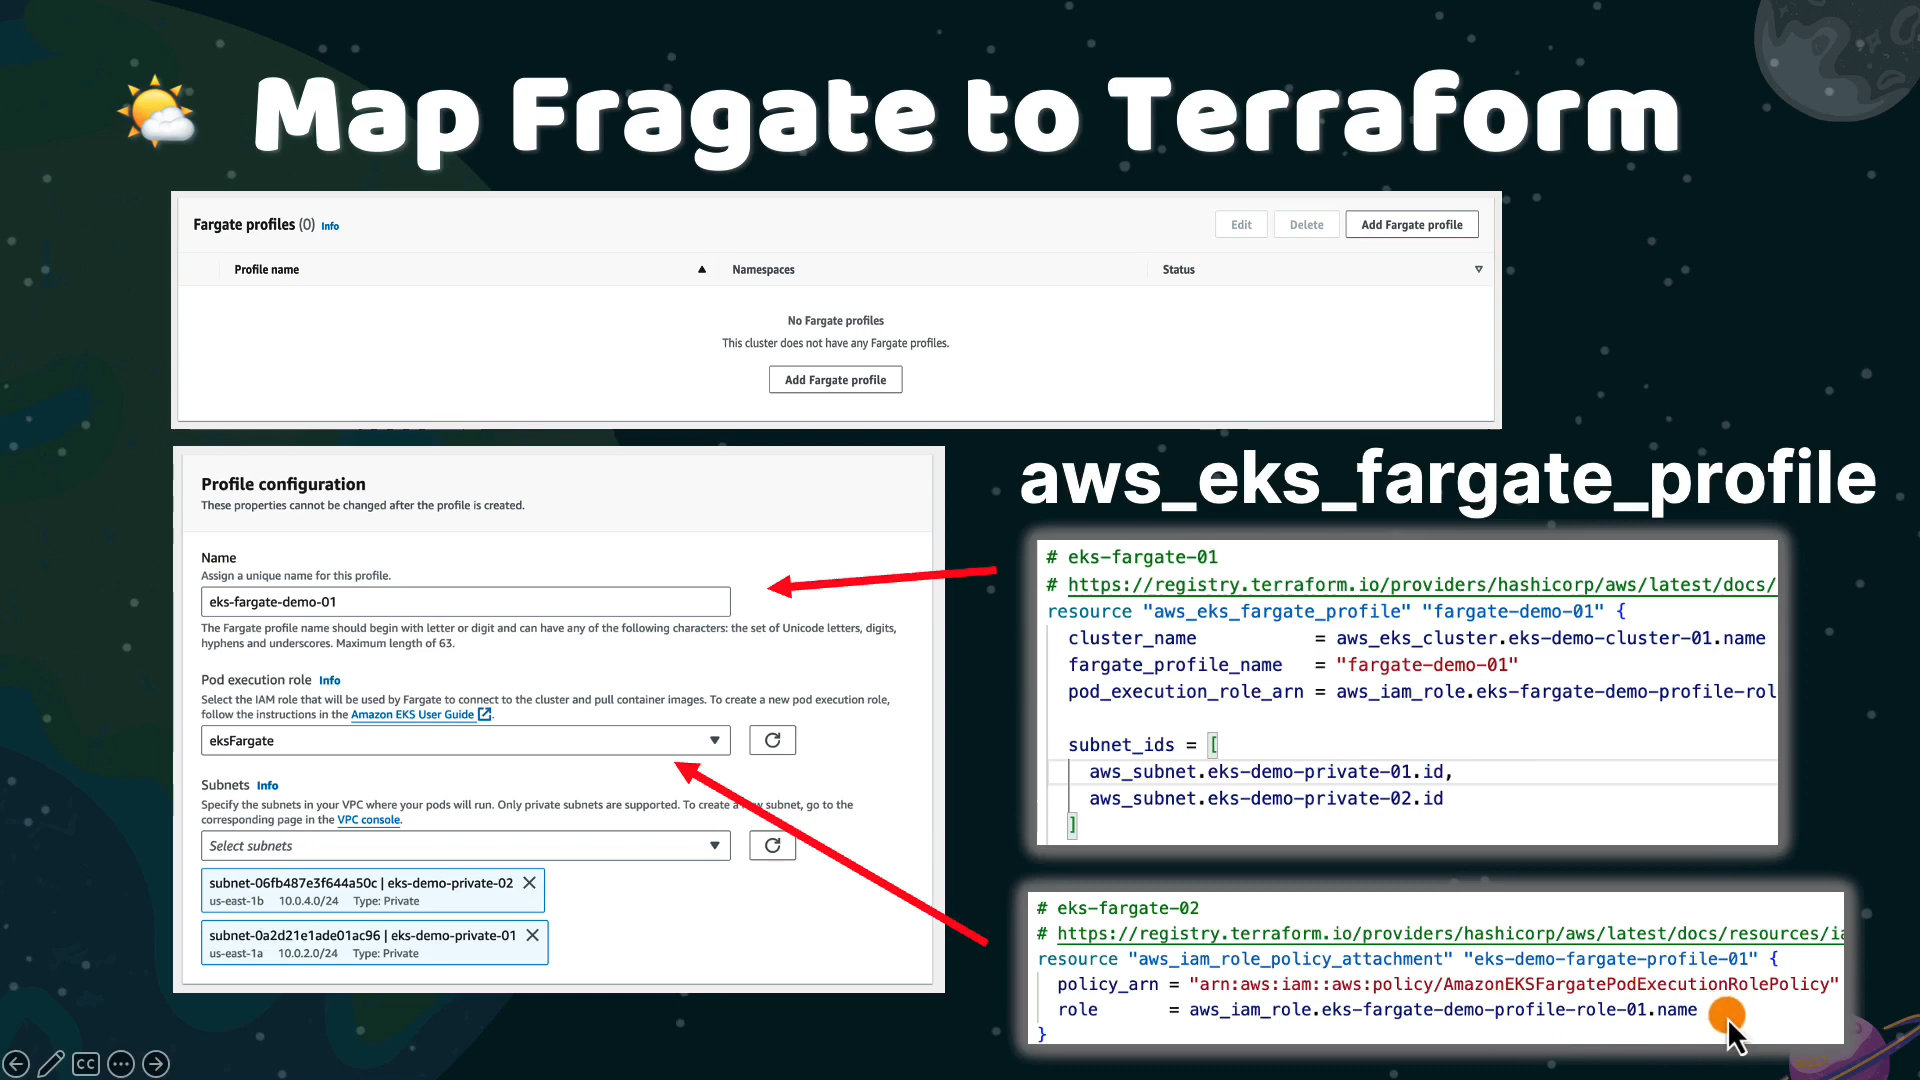 Map Fragate to Terraform
Fargate profiles (0) Info
Edit
Delete
Add Fargate profile
Profile name
Namespaces
Status
No Fargate profiles
This cluster does not have any Fargate profiles.
Add Fargate profile
Profile configuration
These properties cannot be changed after the profile is created.
Name
Assign a unique name for this profile.
eks-fargate-demo-01
The Fargate profile name should begin with letter or digit and can have any of the following characters: the set of Unicode letters, digits,
hyphens and underscores. Maximum length of 63.
Pod execution role Info
Select the IAM role that will be used by Fargate to connect to the cluster and pull container images. To create a new pod execution role,
follow the instructions in the Amazon EKS User Guide.
eksFargate
Subnets Info
Specify the subnets in your VPC where your pods will run. Only private subnets are supported. To create a new subnet, go to the
corresponding page in the VPC console.
Select subnets
subnet-06fb487e3f644a50c | eks-demo-private-02
us-east-1b 10.0.4.0/24 Type: Private
subnet-0a2d21e1ade01ac96 | eks-demo-private-01
us-east-1a 10.0.2.0/24 Type: Private
aws_eks_fargate_profile
# eks-fargate-01
# https://registry.terraform.io/providers/hashicorp/aws/latest/docs/
resource "aws_eks_fargate_profile" "fargate-demo-01" {
cluster_name = aws_eks_cluster.eks-demo-cluster-01.name
fargate_profile_name = "fargate-demo-01"
pod_execution_role_arn = aws_iam_role.eks-fargate-demo-profile-rol
subnet_ids = [
aws_subnet.eks-demo-private-01.id,
aws_subnet.eks-demo-private-02.id
]
# eks-fargate-02
# https://registry.terraform.io/providers/hashicorp/aws/latest/docs/resources/ia
resource "aws_iam_role_policy_attachment" "eks-demo-fargate-profile-01" {
policy_arn = "arn:aws:iam::aws:policy/AmazonEKSFargatePodExecutionRolePolicy"
role = aws_iam_role.eks-fargate-demo-profile-role-01.name
}
CC